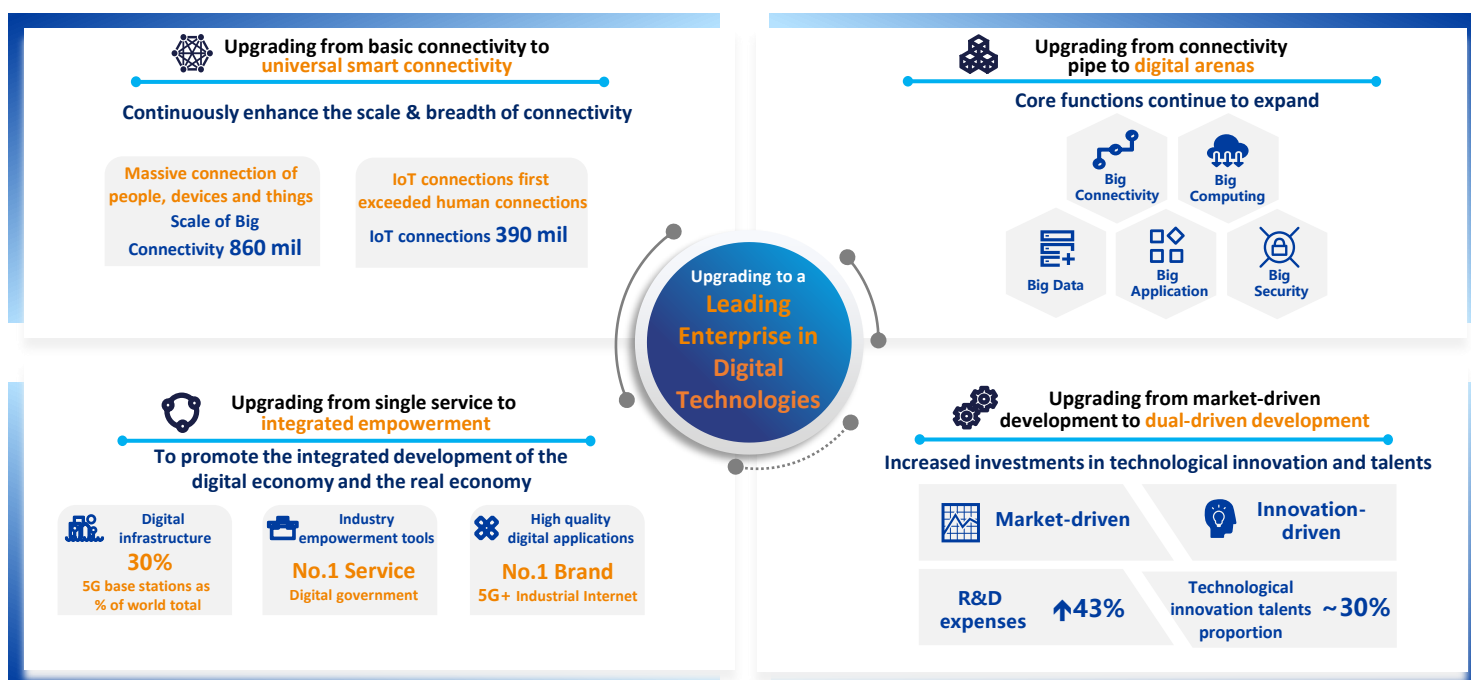 Upgrading from basic connectivity to
universal smart connectivity
Continuously enhance the scale & breadth of connectivity
Massive connection of
people, devices and things
Scale of Big
Connectivity 860 mil
IoT connections first
exceeded human connections
IoT connections 390 mil
Upgrading from connectivity
pipe to digital arenas
Core functions continue to expand
Big
Connectivity
Big
Computing
Big Data
Big
Application
Big
Security
Upgrading to a
Leading
Enterprise in
Digital
Technologies
Upgrading from single service to
integrated empowerment
To promote the integrated development of the
digital economy and the real economy
Digital
infrastructure
30%
5G base stations as
% of world total
Industry
empowerment tools
No.1 Service
Digital government
High quality
digital applications
No.1 Brand
5G+ Industrial Internet
Upgrading from market-driven
development to dual-driven development
Increased investments in technological innovation and talents
Market-driven
Innovation-
driven
R&D
expenses
↑43%
Technological
innovation talents
proportion
~30%